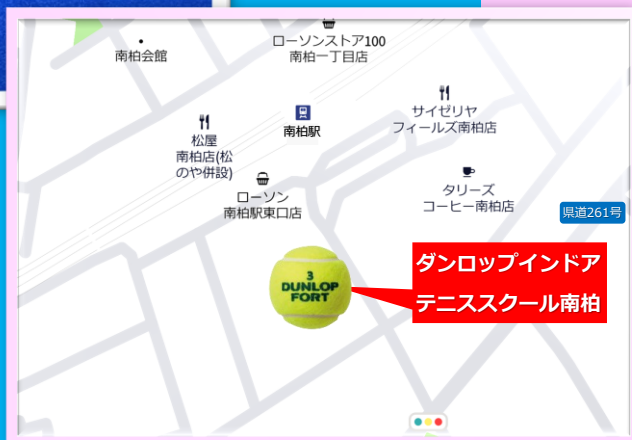 南柏会館
ローソンストア100
南柏一丁目店
松屋
南柏店(松
のや併設)
南柏駅
サイゼリヤ
フィールズ南柏店
ローソン
南柏駅東口店
タリーズ
コーヒー南柏店
県道261号
3
DUNLOP
FORT
ダンロップインドア
テニススクール南柏